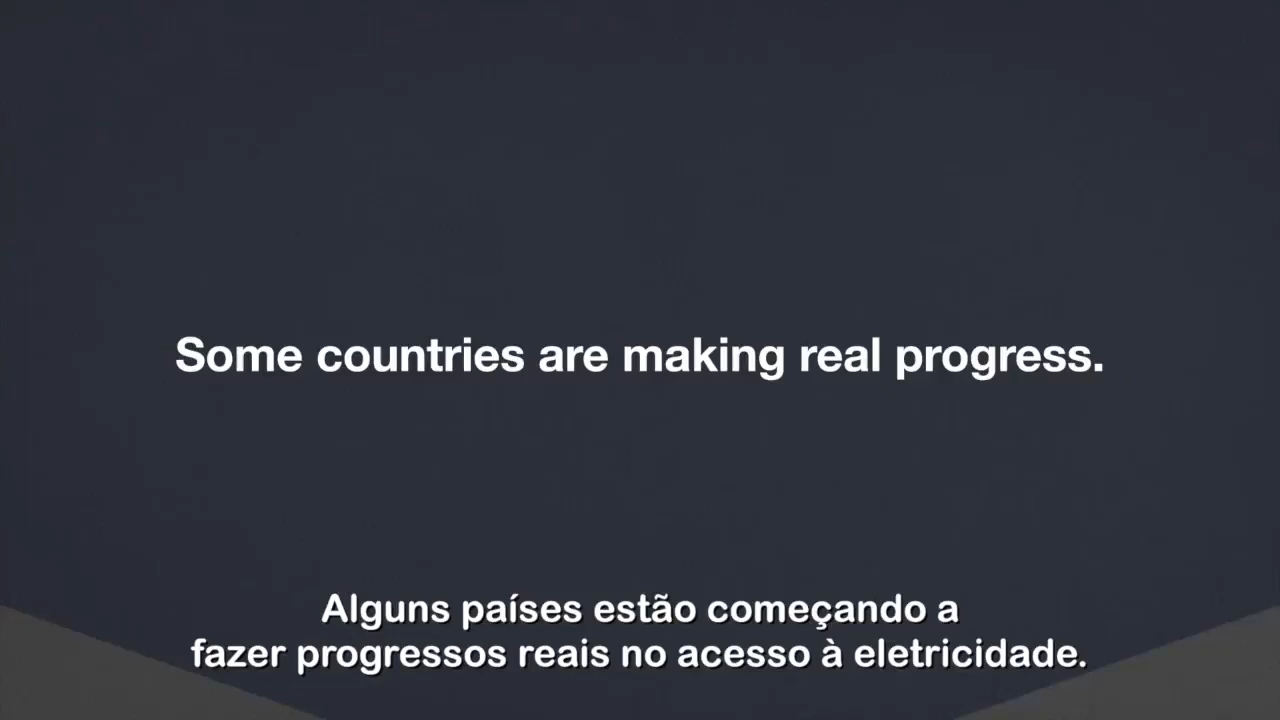 Some countries are making real progress.
Alguns países estão começando a
fazer progressos reais no acesso à eletricidade.